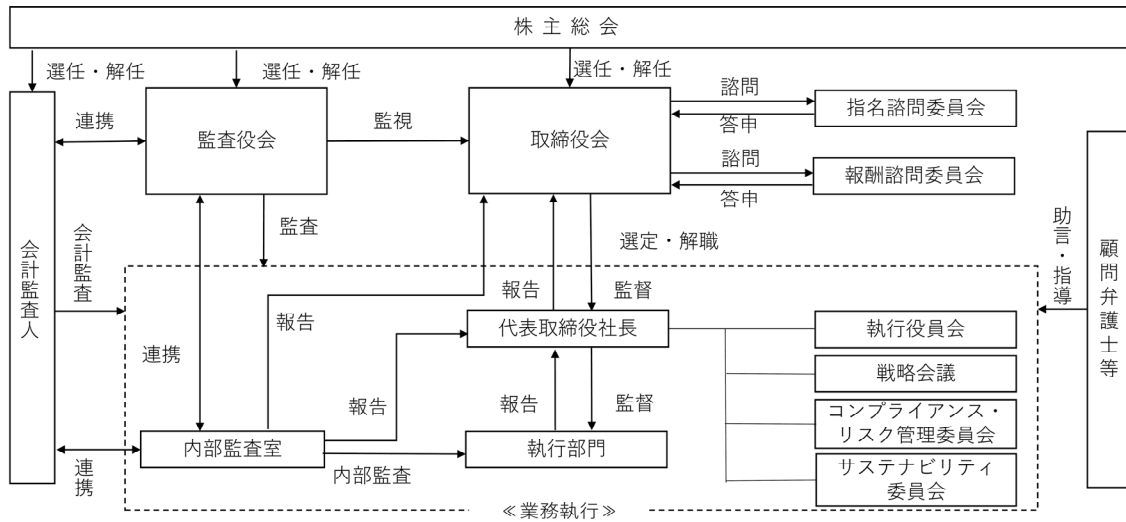 株主総会
選任・解任
選任・解任
選任・解任
連携
監査役会
監視
取締役会
諮問
答申
指名諮問委員会
諮問
答申
報酬諮問委員会
会計監査人
会計監査
監査
選定・解職
助言・指導
顧問弁護士等
連携
報告
報告
監督
代表取締役社長
執行役員会
戦略会議
報告
報告
監督
コンプライアンス・
リスク管理委員会
連携
内部監査室
内部監査
執行部門
サステナビリティ
委員会
≪業務執行≫